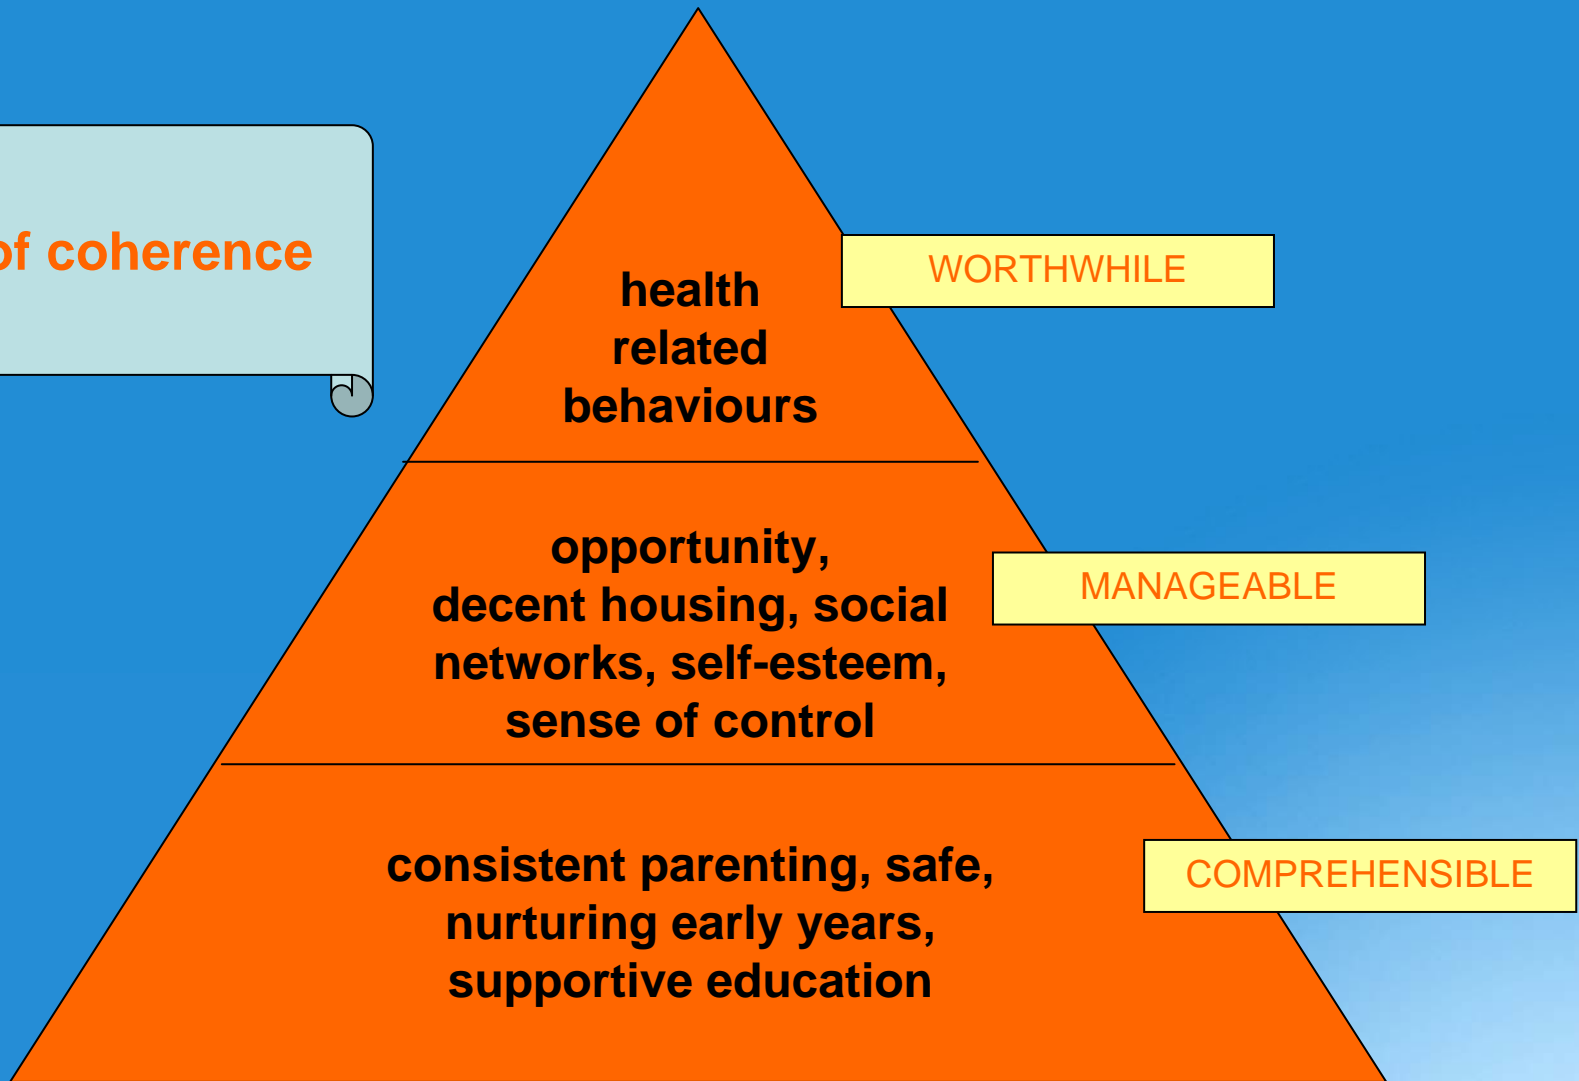 of coherence
health
related
behaviours
WORTHWHILE
opportunity,
decent housing, social
networks, self-esteem,
sense of control
MANAGEABLE
consistent parenting, safe,
nurturing early years,
supportive education
COMPREHENSIBLE